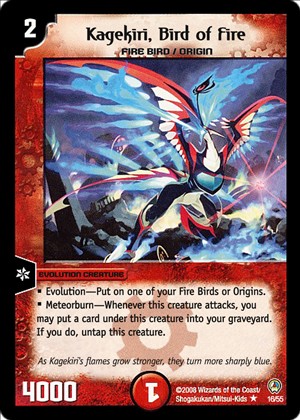 2
Kagekiri, Bird of Fire
FIRE BIRD / ORIGIN
EVOLUTION CREATURE
■ Evolution—Put on one of your Fire Birds or Origins.
■ Meteorburn—Whenever this creature attacks, you
may put a card under this creature into your graveyard.
If you do, untap this creature.
As Kagekiri's flames grow stronger, they turn more sharply blue.
4000
1
©2008 Wizards of the Coast/
Shogakukan/Mitsui-Kids ★ 16/55